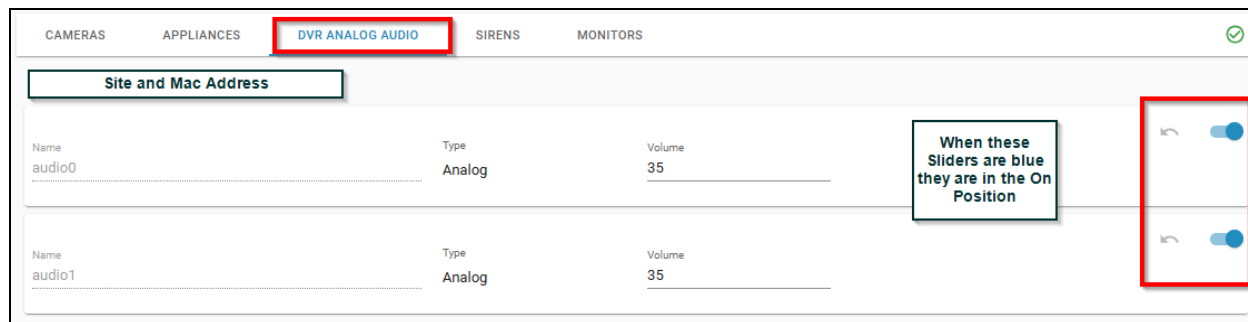 CAMERAS APPLIANCES DVR ANALOG AUDIO SIRENS MONITORS
Site and Mac Address
Name Type Volume
audio0 Analog 35
When these
Sliders are blue
they are in the On
Position
Name Type Volume
audio1 Analog 35